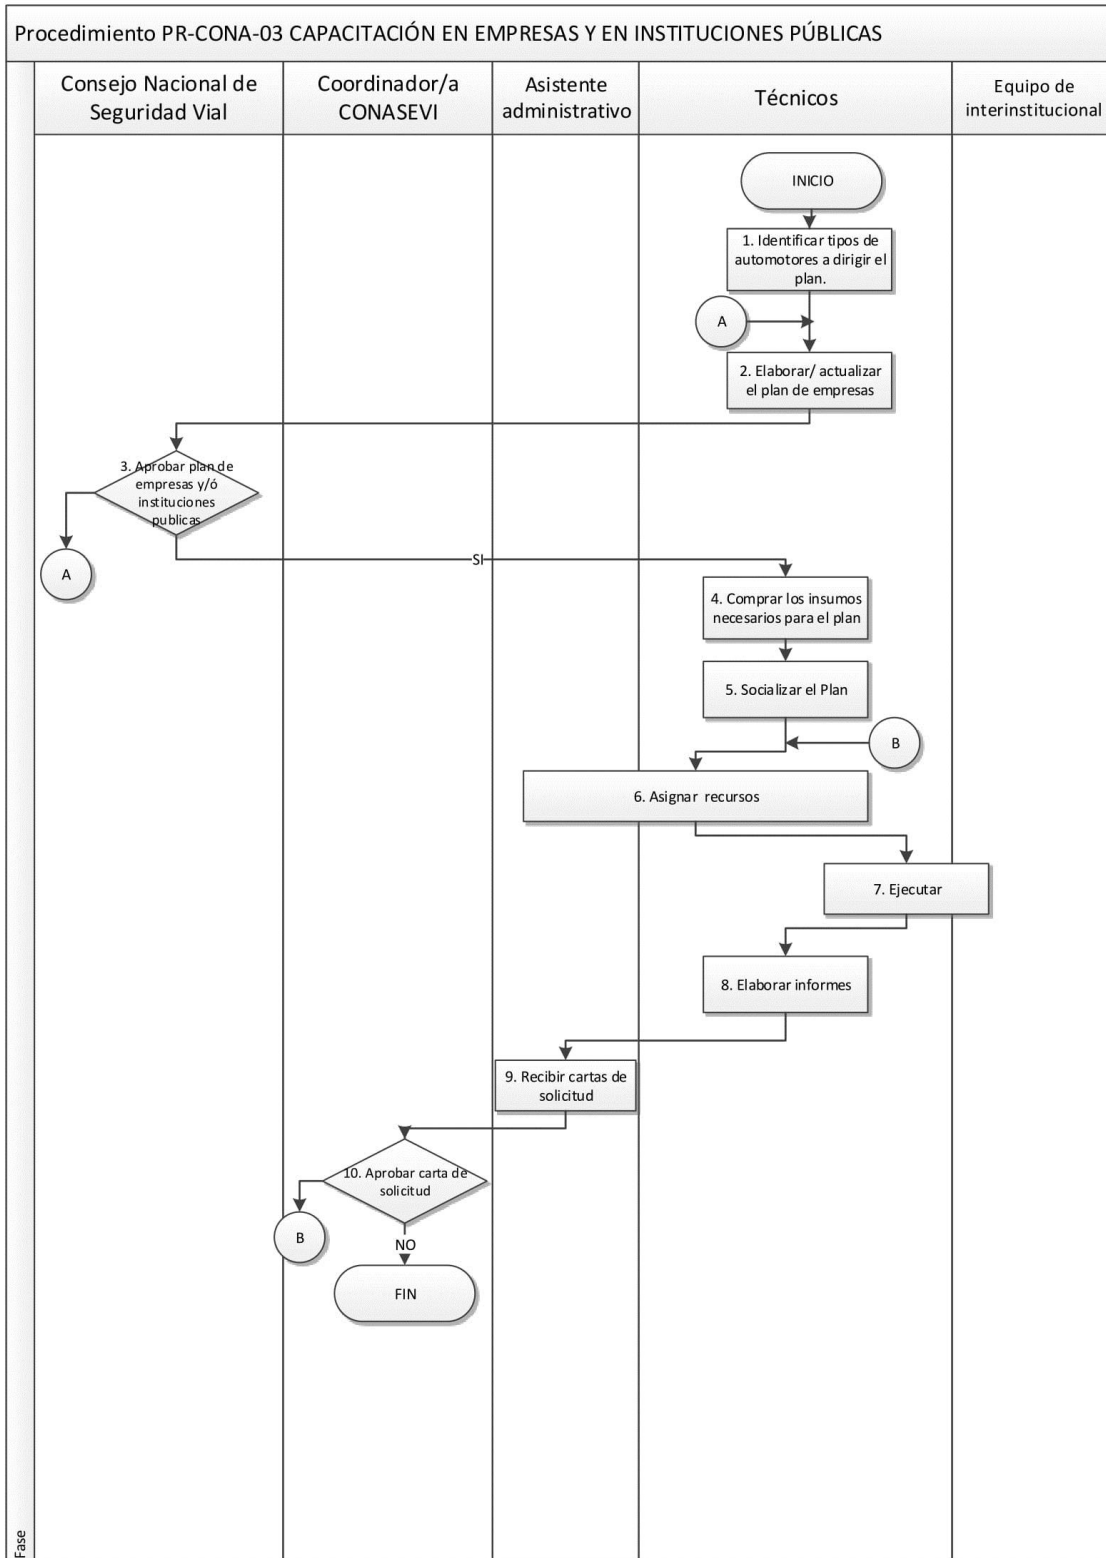 Procedimiento PR-CONA-03 CAPACITACIÓN EN EMPRESAS Y EN INSTITUCIONES PÚBLICAS
Consejo Nacional de
Seguridad Vial
Coordinador/a
CONASEVI
Asistente
administrativo
Técnicos
Equipo de
interinstitucional
INICIO
1. Identificar tipos de
automotores a dirigir el
plan.
A
2. Elaborar/ actualizar
el plan de empresas
3. Aprobar plan de
empresas y/ó
instituciones
publicas
A
SI
4. Comprar los insumos
necesarios para el plan
5. Socializar el Plan
B
6. Asignar recursos
7. Ejecutar
8. Elaborar informes
9. Recibir cartas de
solicitud
10. Aprobar carta de
solicitud
B
NO
FIN
Fase